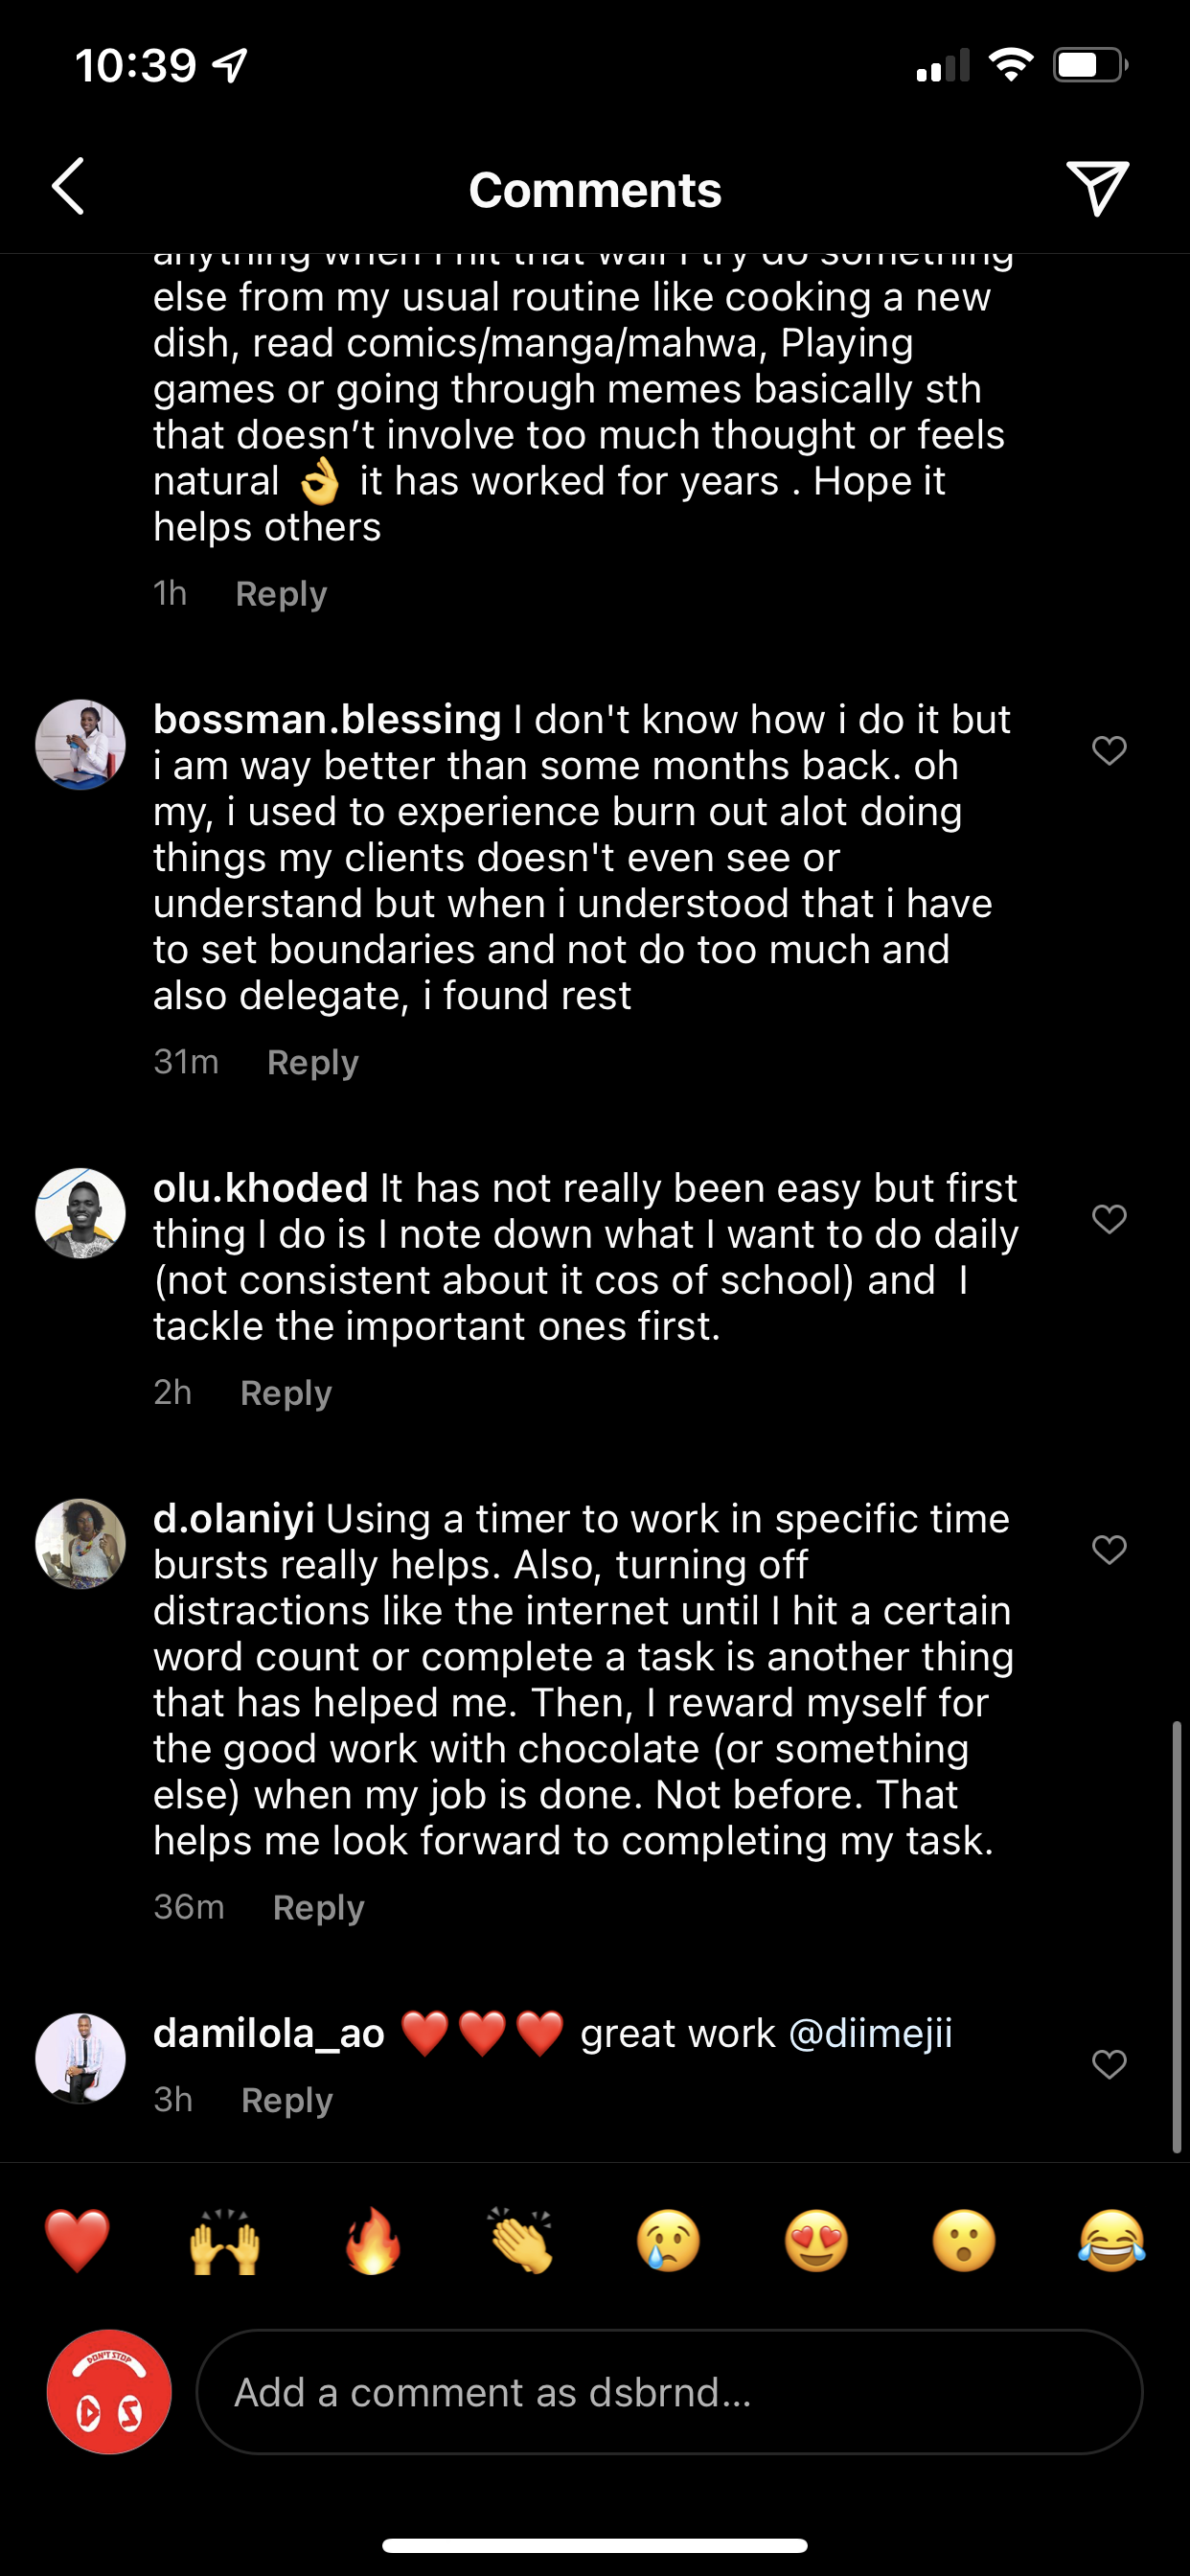 10:39
Comments
anything when I hit that wall I try do something
else from my usual routine like cooking a new
dish, read comics/manga/mahwa, Playing
games or going through memes basically sth
that doesn’t involve too much thought or feels
natural 👌 it has worked for years . Hope it
helps others
1h Reply
bossman.blessing I don't know how i do it but
i am way better than some months back. oh
my, i used to experience burn out alot doing
things my clients doesn't even see or
understand but when i understood that i have
to set boundaries and not do too much and
also delegate, i found rest
31m Reply
olu.khoded It has not really been easy but first
thing I do is I note down what I want to do daily
(not consistent about it cos of school) and  I
tackle the important ones first.
2h Reply
d.olaniyi Using a timer to work in specific time
bursts really helps. Also, turning off
distractions like the internet until I hit a certain
word count or complete a task is another thing
that has helped me. Then, I reward myself for
the good work with chocolate (or something
else) when my job is done. Not before. That
helps me look forward to completing my task.
36m Reply
damilola_ao ❤️❤️❤️ great work @diimejii
3h Reply
❤️ 🙌 🔥 👏 😢 😍 😮 😂
DON'T STOP
D S
Add a comment as dsbrnd...